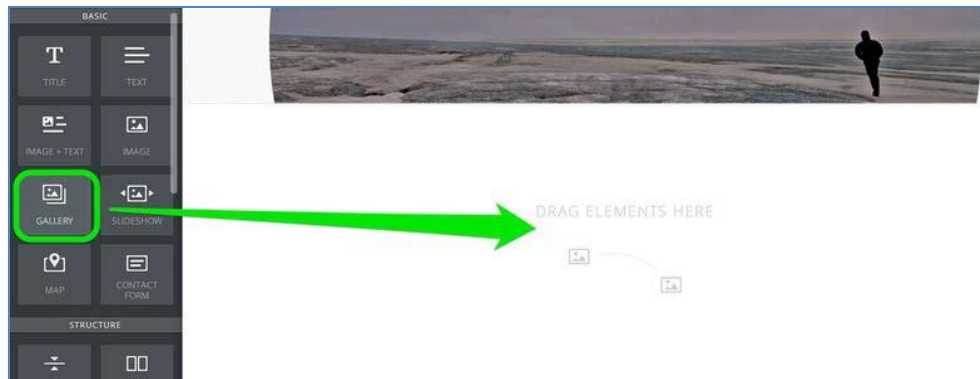 BASIC
TITLE
TEXT
IMAGE + TEXT
IMAGE
GALLERY
SLIDESHOW
MAP
CONTACT
FORM
STRUCTURE
DRAG ELEMENTS HERE